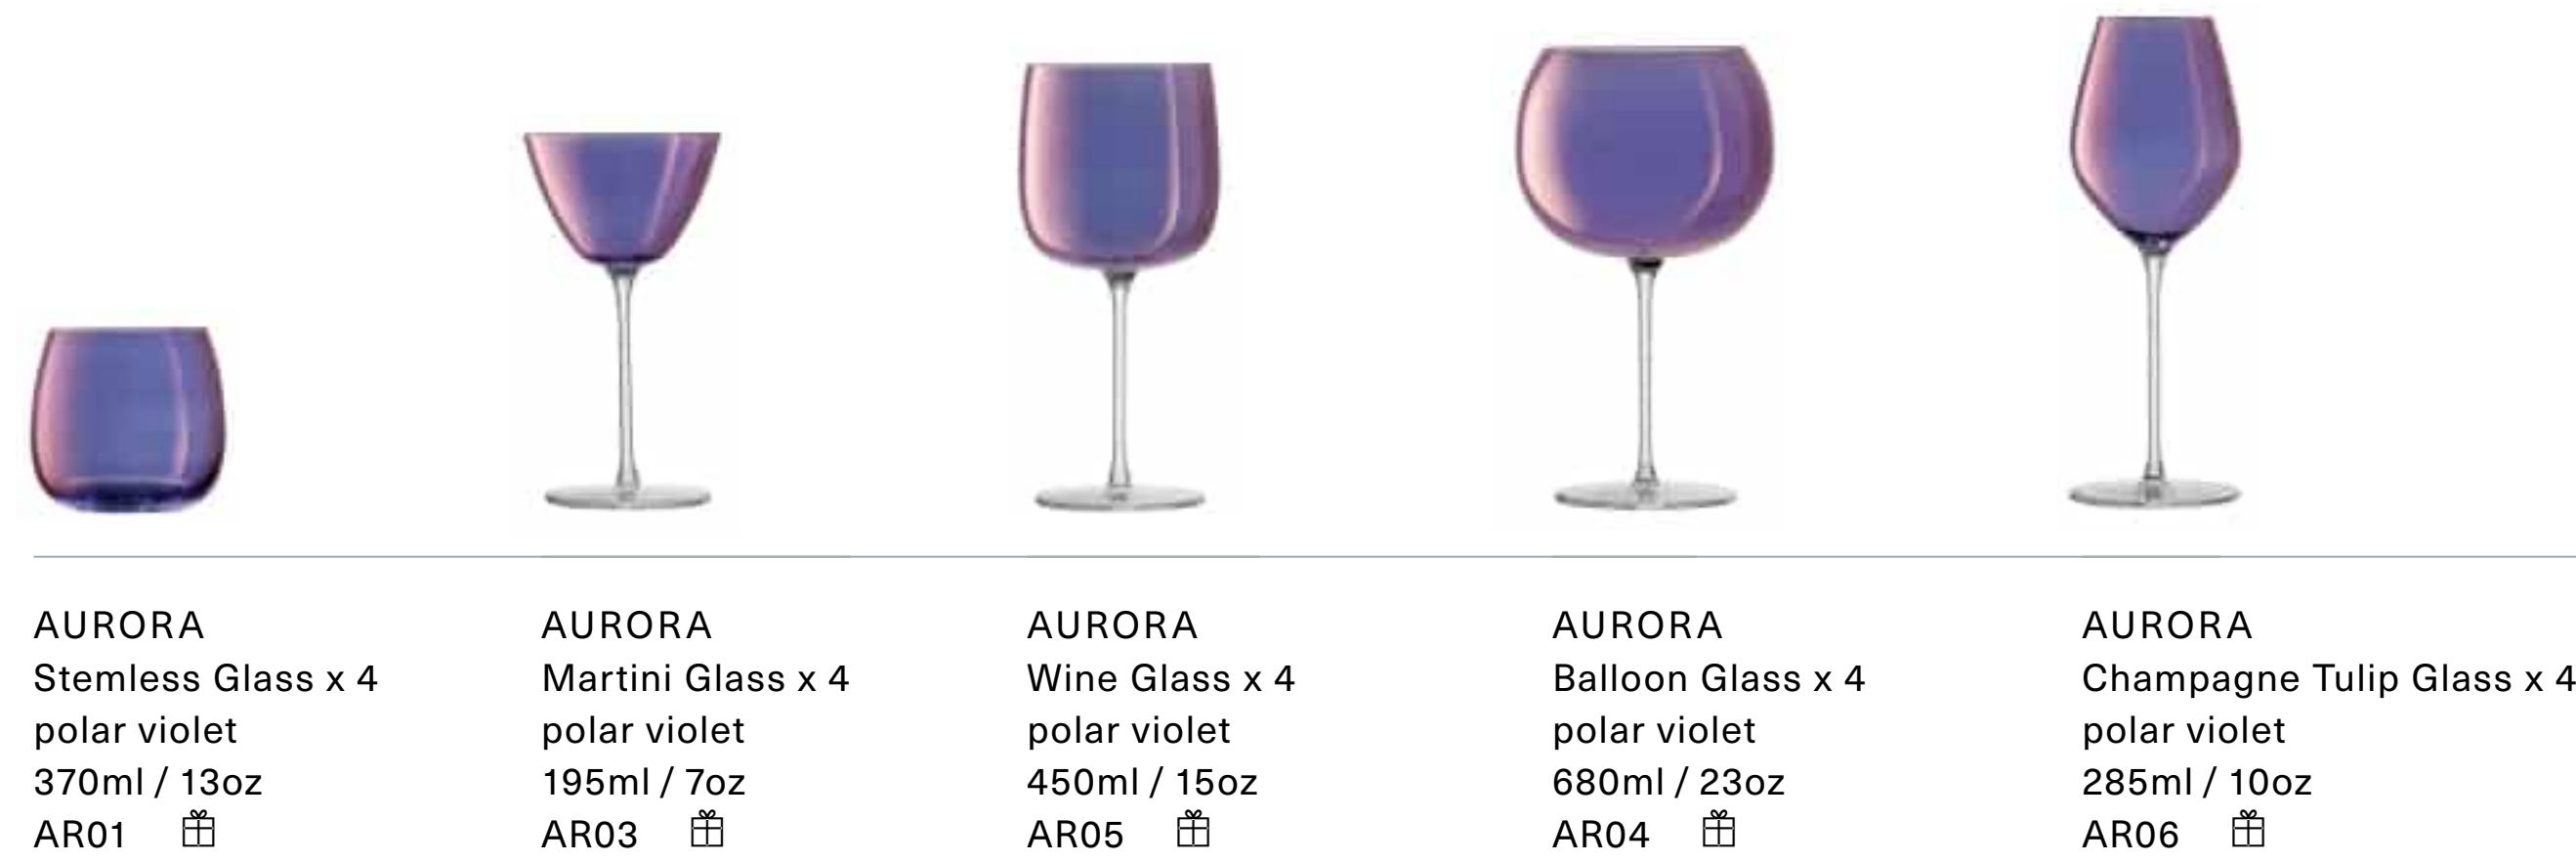 AURORA
Stemless Glass x 4
polar violet
370ml / 13oz
AR01
AURORA
Martini Glass x 4
polar violet
195ml / 7oz
AR03
AURORA
Wine Glass x 4
polar violet
450ml / 15oz
AR05
AURORA
Balloon Glass x 4
polar violet
680ml / 23oz
AR04
AURORA
Champagne Tulip Glass x 4
polar violet
285ml / 10oz
AR06